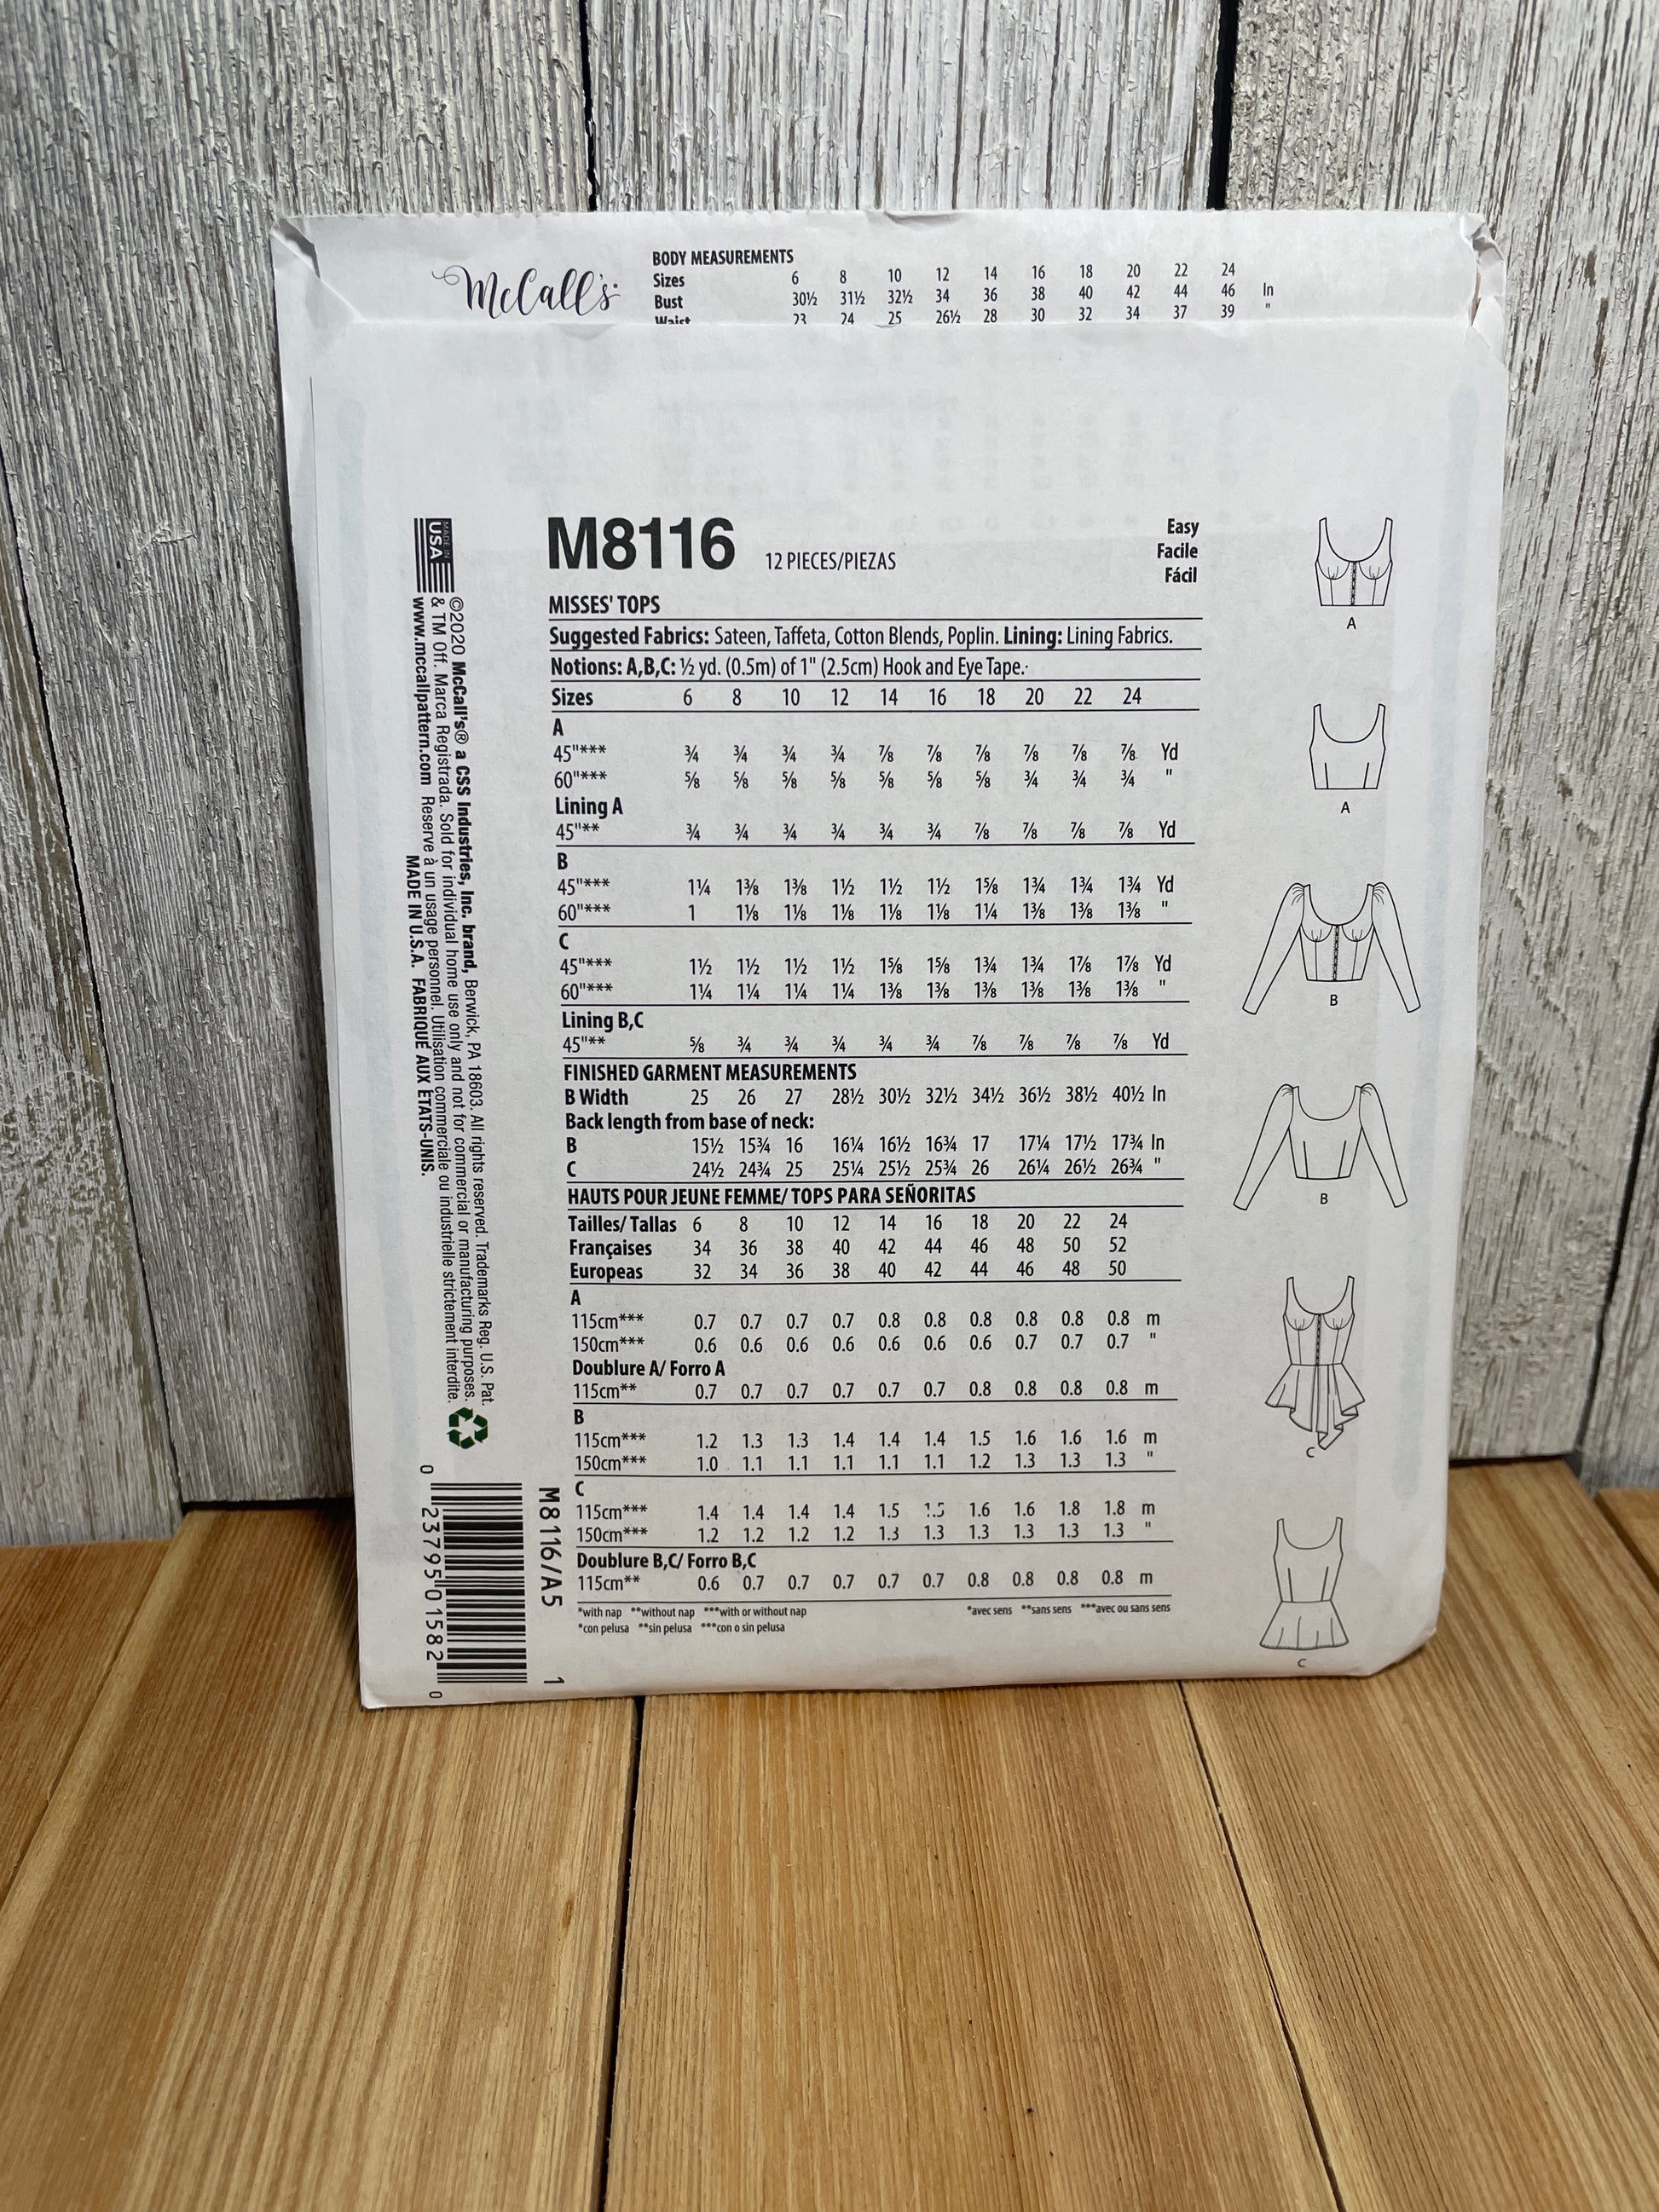 McCall's
BODY MEASUREMENTS
Sizes 6 8 10 12 14 16 18 20 22 24
Bust 30½ 31½ 32½ 34 36 38 40 42 44 46 In
Waist 23 24 25 26½ 28 30 32 34 37 39 "
M8116 12 PIECES/PIEZAS
Easy
Facile
Fácil
MISSES' TOPS
Suggested Fabrics: Sateen, Taffeta, Cotton Blends, Poplin. Lining: Lining Fabrics.
Notions: A,B,C: ½ yd. (0.5m) of 1" (2.5cm) Hook and Eye Tape.
Sizes 6 8 10 12 14 16 18 20 22 24
A
45"*** ¾ ¾ ¾ ¾ ⅞ ⅞ ⅞ ⅞ ⅞ ⅞ Yd
60"*** ⅝ ⅝ ⅝ ⅝ ⅝ ⅝ ⅝ ¾ ¾ ¾ "
Lining A
45"** ¾ ¾ ¾ ¾ ¾ ¾ ⅞ ⅞ ⅞ ⅞ Yd
B
45"*** 1¼ 1⅜ 1⅜ 1½ 1½ 1½ 1⅝ 1¾ 1¾ 1¾ Yd
60"*** 1 1⅛ 1⅛ 1⅛ 1⅛ 1⅛ 1¼ 1⅜ 1⅜ 1⅜ "
C
45"*** 1½ 1½ 1½ 1½ 1⅝ 1⅝ 1¾ 1¾ 1⅞ 1⅞ Yd
60"*** 1¼ 1¼ 1¼ 1¼ 1⅜ 1⅜ 1⅜ 1⅜ 1⅜ 1⅜ "
Lining B,C
45"** ⅝ ¾ ¾ ¾ ¾ ¾ ⅞ ⅞ ⅞ ⅞ Yd
FINISHED GARMENT MEASUREMENTS
B Width 25 26 27 28½ 30½ 32½ 34½ 36½ 38½ 40½ In
Back length from base of neck:
B 15½ 15¾ 16 16¼ 16½ 16¾ 17 17¼ 17½ 17¾ In
C 24½ 24¾ 25 25¼ 25½ 25¾ 26 26¼ 26½ 26¾ "
HAUTS POUR JEUNE FEMME/ TOPS PARA SEÑORITAS
Tailles/ Tallas 6 8 10 12 14 16 18 20 22 24
Françaises 34 36 38 40 42 44 46 48 50 52
Europeas 32 34 36 38 40 42 44 46 48 50
A
115cm*** 0.7 0.7 0.7 0.7 0.8 0.8 0.8 0.8 0.8 0.8 m
150cm*** 0.6 0.6 0.6 0.6 0.6 0.6 0.6 0.7 0.7 0.7 "
Doublure A/ Forro A
115cm** 0.7 0.7 0.7 0.7 0.7 0.7 0.8 0.8 0.8 0.8 m
B
115cm*** 1.2 1.3 1.3 1.4 1.4 1.4 1.5 1.6 1.6 1.6 m
150cm*** 1.0 1.1 1.1 1.1 1.1 1.1 1.2 1.3 1.3 1.3 "
C
115cm*** 1.4 1.4 1.4 1.4 1.5 1.5 1.6 1.6 1.8 1.8 m
150cm*** 1.2 1.2 1.2 1.2 1.3 1.3 1.3 1.3 1.3 1.3 "
Doublure B,C/ Forro B,C
115cm** 0.6 0.7 0.7 0.7 0.7 0.7 0.8 0.8 0.8 0.8 m
*with nap **without nap ***with or without nap *avec sens **sans sens ***avec ou sans sens
*con pelusa **sin pelusa ***con o sin pelusa
A
A
B
B
C
C
MADE IN
USA
©2020 McCall's® a CSS Industries, Inc. brand, Berwick, PA 18603. All rights reserved. Trademarks Reg. U.S. Pat.
& TM Off. Marca Registrada. Sold for individual home use only and not for commercial or manufacturing purposes.
www.mccallpattern.com Reserve à un usage personnel. Utilisation commerciale ou industrielle strictement interdite.
MADE IN U.S.A. FABRIQUÉ AUX ÉTATS-UNIS.
M8116/A5 1
0 23795 01582 0